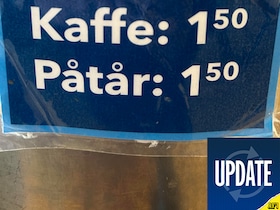 Kaffe: 1⁵⁰
Påtår: 1⁵⁰
UPDATE